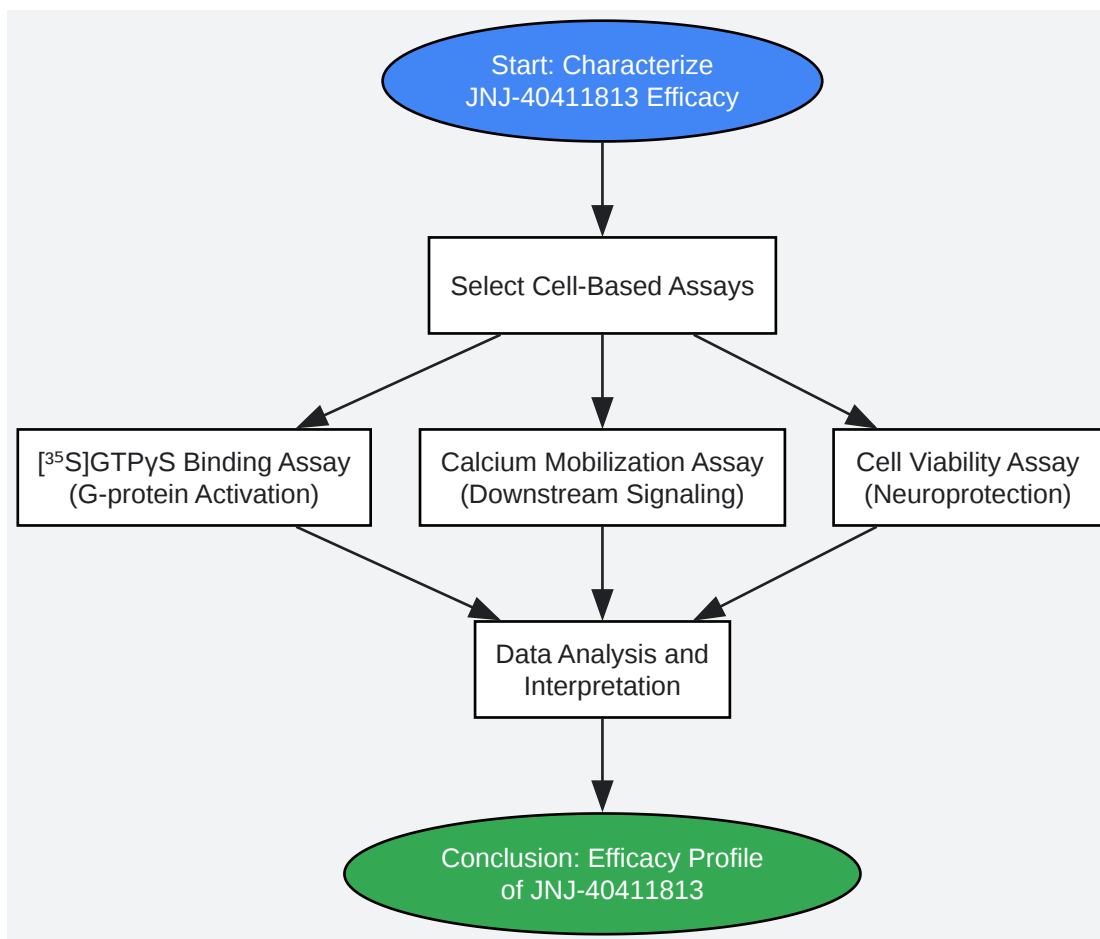 Start: Characterize
JNJ-40411813 Efficacy
Select Cell-Based Assays
[³⁵S]GTPγS Binding Assay
(G-protein Activation)
Calcium Mobilization Assay
(Downstream Signaling)
Cell Viability Assay
(Neuroprotection)
Data Analysis and
Interpretation
Conclusion: Efficacy Profile
of JNJ-40411813